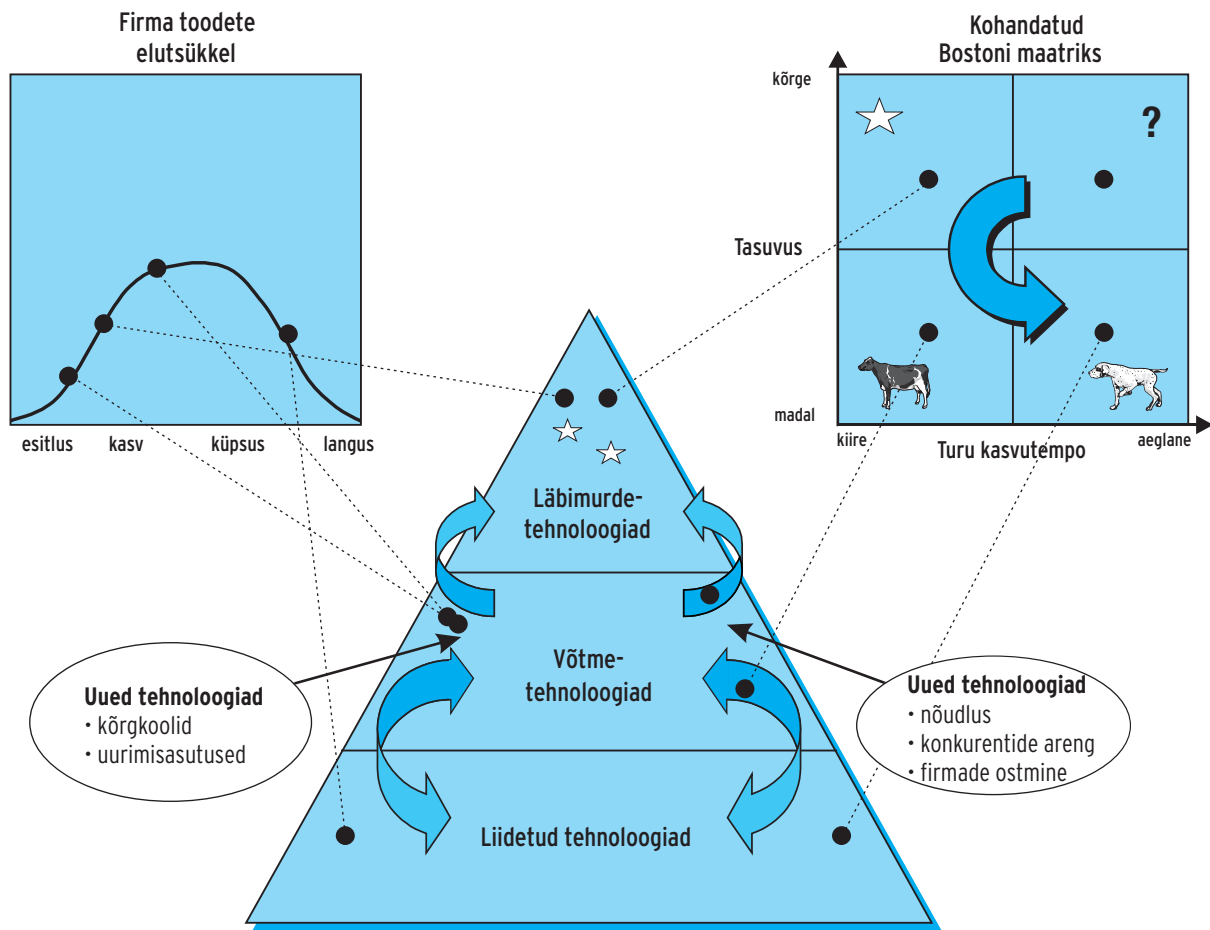 Firma toodete
elutsükkel
esitlus kasv küpsus langus
Kohandatud
Bostoni maatriks
kõrge
?
Tasuvus
madal
kiire aeglane
Turu kasvutempo
Läbimurde-
tehnoloogiad
Võtme-
tehnoloogiad
Liidetud tehnoloogiad
Uued tehnoloogiad
• kõrgkoolid
• uurimisasutused
Uued tehnoloogiad
• nõudlus
• konkurentide areng
• firmade ostmine